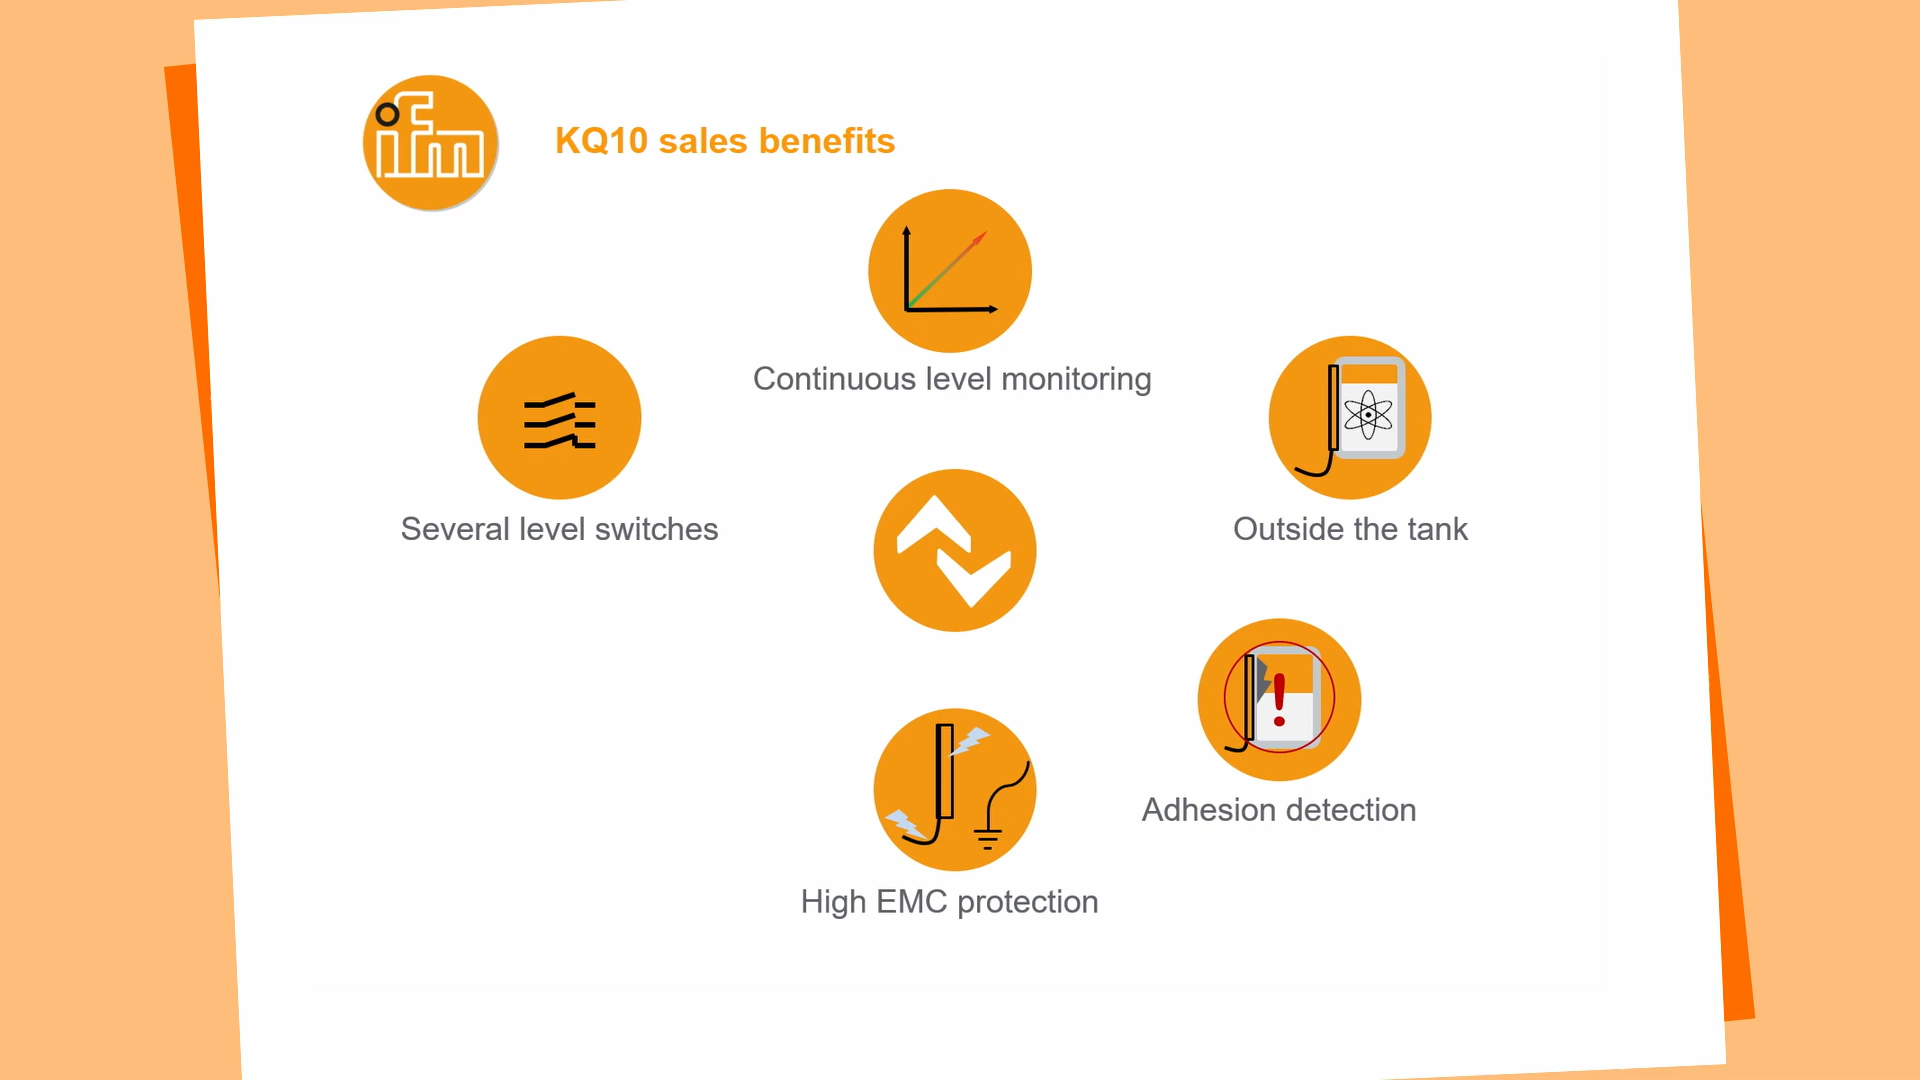 ifm
KQ10 sales benefits
Continuous level monitoring
Several level switches
Outside the tank
Adhesion detection
High EMC protection